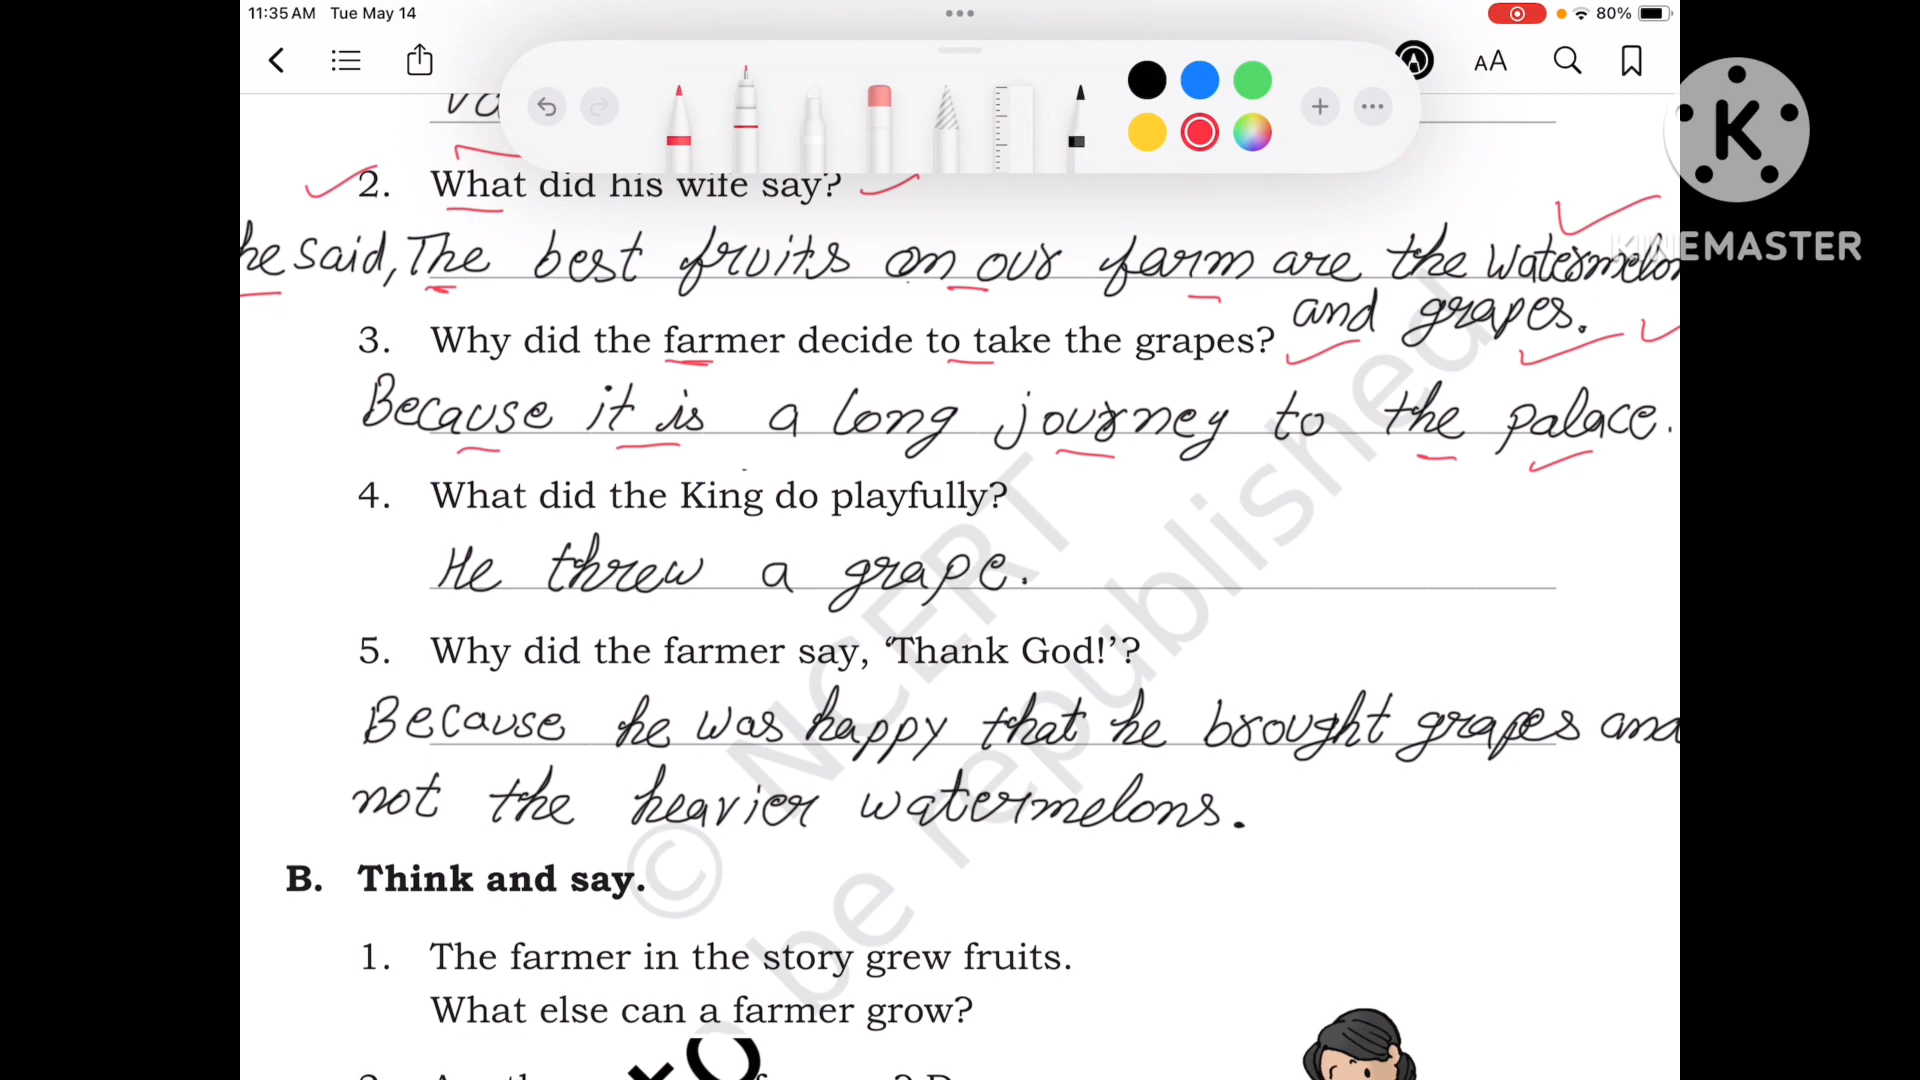 11:35 AM Tue May 14
80%
AA
2. What did his wife say?
he said, The best fruits on our farm are the watermelon
and grapes.
3. Why did the farmer decide to take the grapes?
Because it is a long journey to the palace.
4. What did the King do playfully?
He threw a grape.
5. Why did the farmer say, ‘Thank God!’?
Because he was happy that he brought grapes and
not the heavier watermelons.
B. Think and say.
1. The farmer in the story grew fruits.
What else can a farmer grow?
© NCERT
be republished
K
KINEMASTER